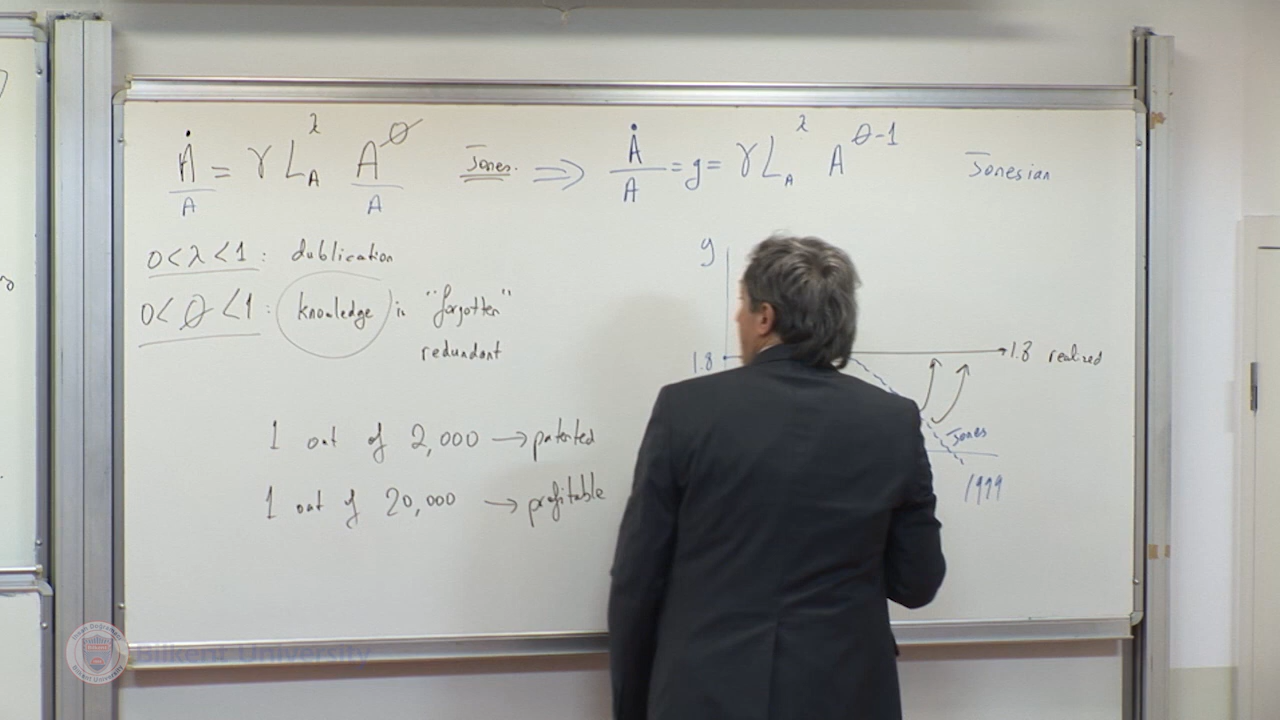 Ȧ/A = γ L_A^λ A^Ø/A Jones. ⇒ Ȧ/A = g = γ L_A^λ A^{Ø-1} Jonesian
0<λ<1 : dublication
0<Ø<1 : knowledge is "forgotten"
redundant
1 out of 2,000 → patented
1 out of 20,000 → profitable
g
1.8
1.8 realized
Jones
1999
Bilkent University